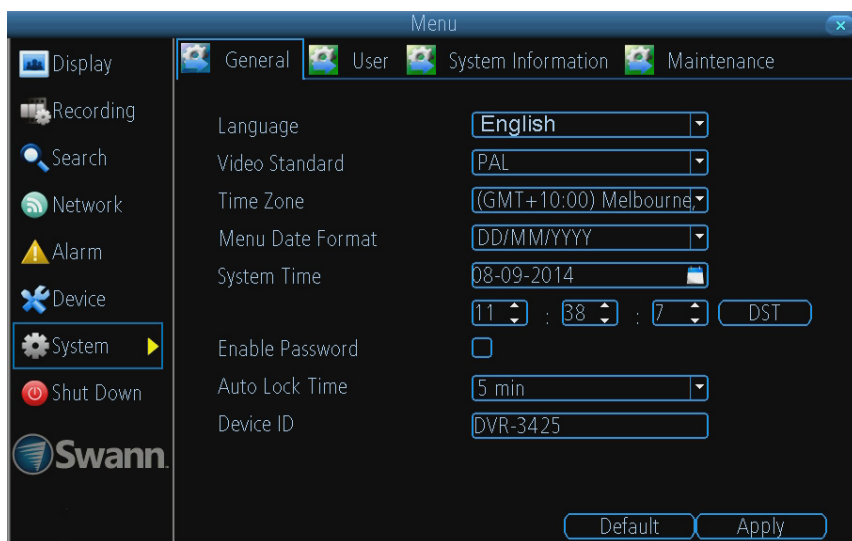 Menu
Display
Recording
Search
Network
Alarm
Device
System
Shut Down
Swann.
General User System Information Maintenance
Language English
Video Standard PAL
Time Zone (GMT+10:00) Melbourne,
Menu Date Format DD/MM/YYYY
System Time 08-09-2014
11 : 38 : 7 DST
Enable Password
Auto Lock Time 5 min
Device ID DVR-3425
Default Apply